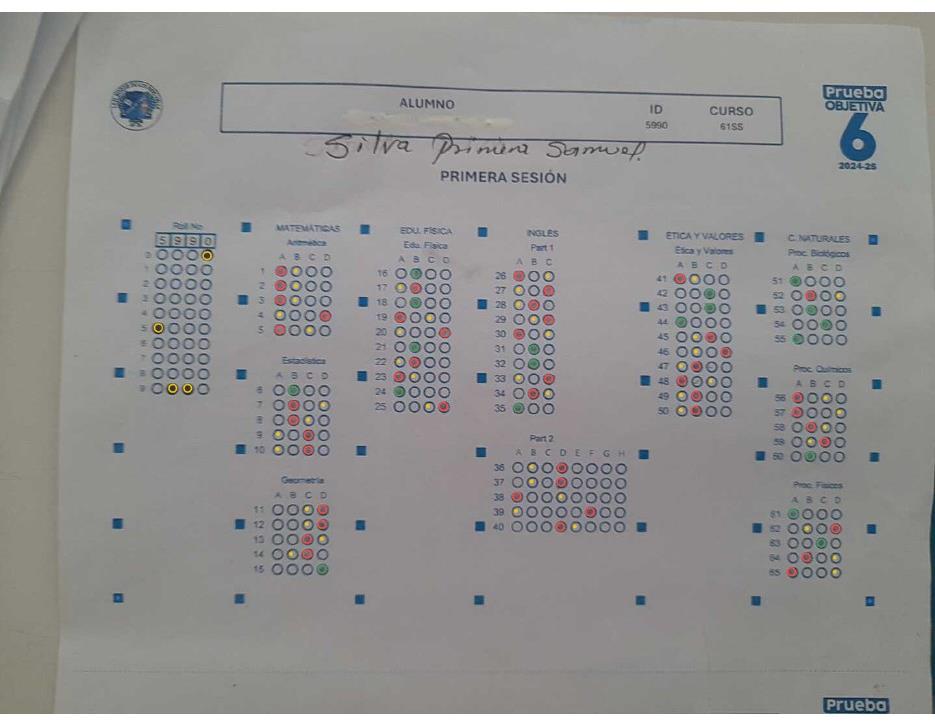 Prueba
OBJETIVA
6
2024-25
ALUMNO ID CURSO
5990 61SS
Silva Primera Samuel.
PRIMERA SESIÓN
Roll No
5 9 9 0
0
1
2
3
4
5
6
7
8
9
MATEMÁTICAS
Aritmética
A B C D
1
2
3
4
5
Estadística
A B C D
6
7
8
9
10
Geometría
A B C D
11
12
13
14
15
EDU. FÍSICA
Edu. Física
A B C D
16
17
18
19
20
21
22
23
24
25
INGLÉS
Part 1
A B C
26
27
28
29
30
31
32
33
34
35
Part 2
A B C D E F G H
36
37
38
39
40
ETICA Y VALORES
Etica y Valores
A B C D
41
42
43
44
45
46
47
48
49
50
C. NATURALES
Proc. Biológicos
A B C D
51
52
53
54
55
Proc. Químicos
A B C D
56
57
58
59
60
Proc. Físicos
A B C D
61
62
63
64
65
Prueba